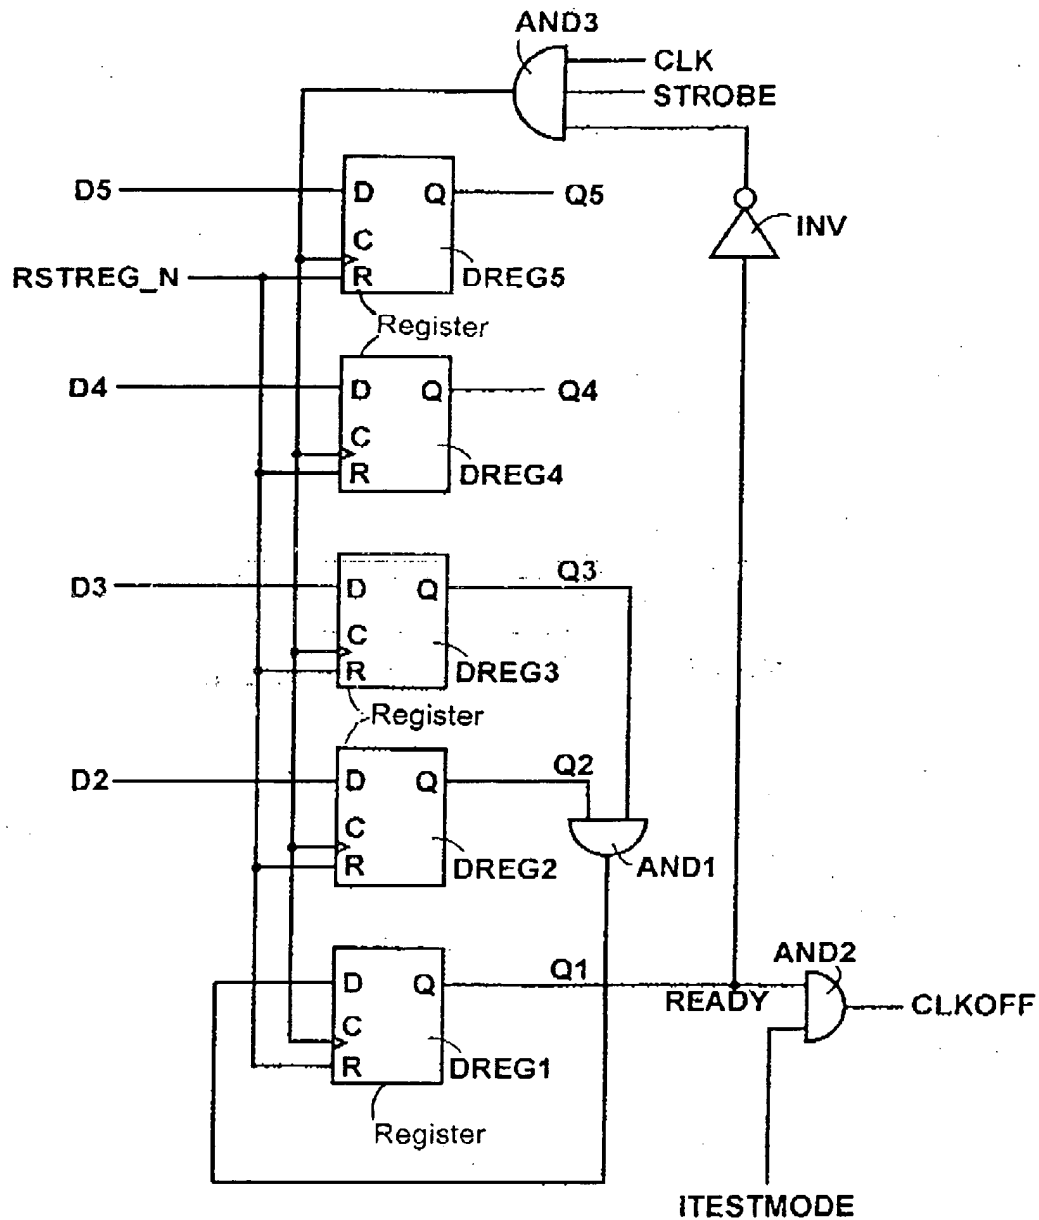 AND3
CLK
STROBE
D5
D Q
Q5
INV
C
RSTREG_N
R
DREG5
Register
D4
D Q
Q4
C
R
DREG4
D3
D Q
Q3
C
R
DREG3
Register
D2
D Q
Q2
C
R
DREG2
AND1
D Q
Q1
READY
AND2
CLKOFF
C
R
DREG1
Register
ITESTMODE